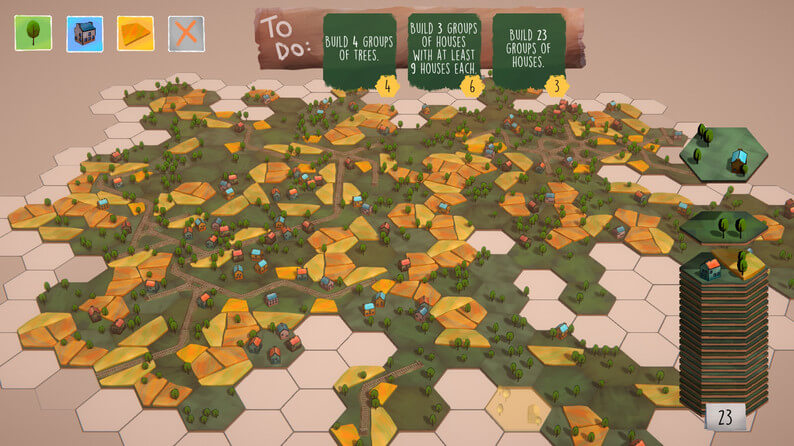 To
Do:
BUILD 4 GROUPS
OF TREES.
4
BUILD 3 GROUPS
OF HOUSES
WITH AT LEAST
9 HOUSES EACH.
6
BUILD 23
GROUPS OF
HOUSES.
3
23